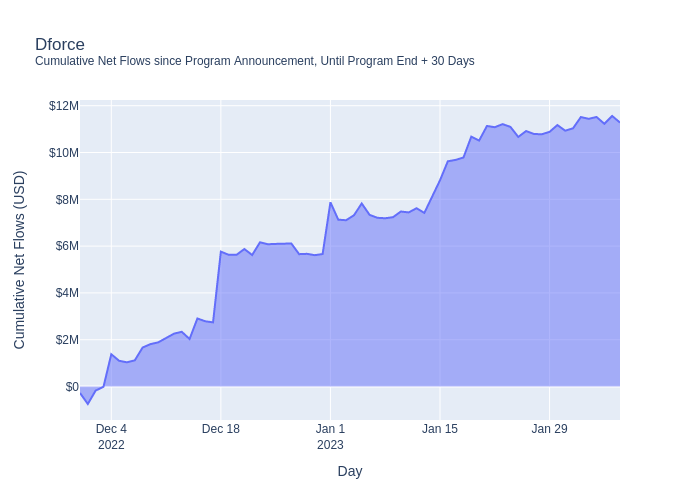 Dforce
Cumulative Net Flows since Program Announcement, Until Program End + 30 Days
Cumulative Net Flows (USD)
$12M
$10M
$8M
$6M
$4M
$2M
$0
Dec 4
2022
Dec 18
Jan 1
2023
Jan 15
Jan 29
Day